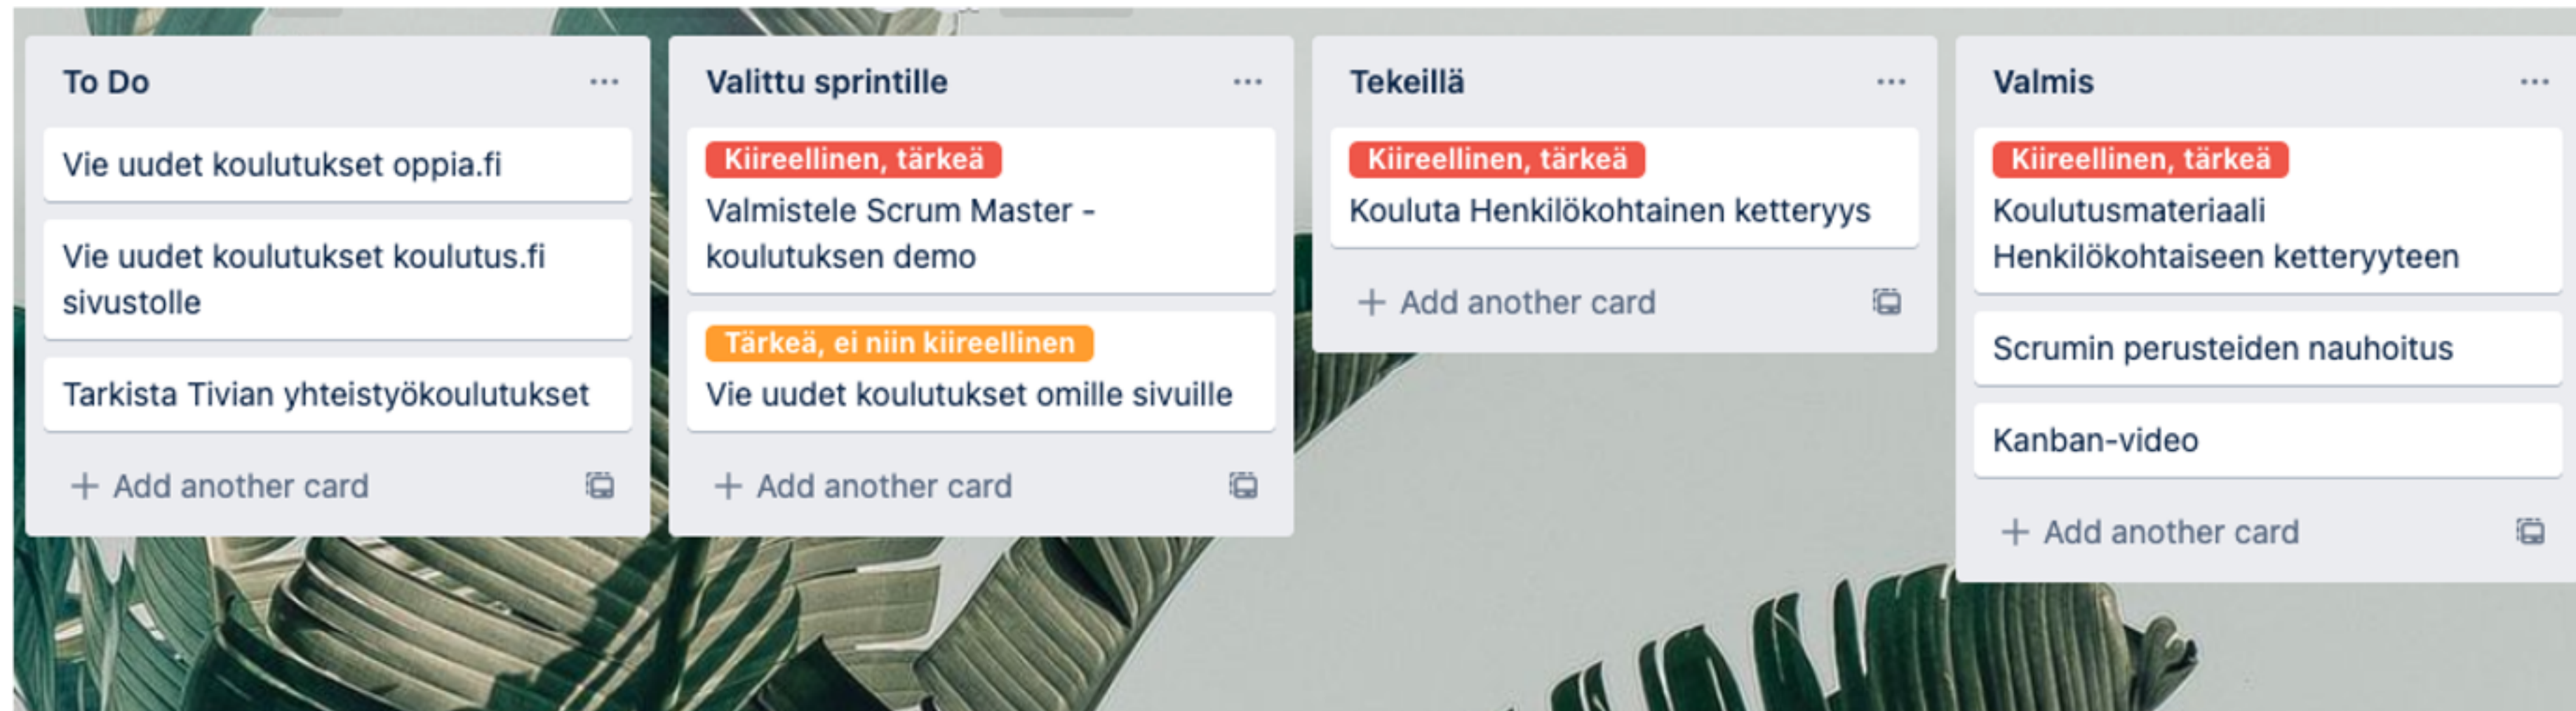 To Do
Vie uudet koulutukset oppia.fi
Vie uudet koulutukset koulutus.fi
sivustolle
Tarkista Tivian yhteistyökoulutukset
+ Add another card
Valittu sprintille
Kiireellinen, tärkeä
Valmistele Scrum Master -
koulutuksen demo
Tärkeä, ei niin kiireellinen
Vie uudet koulutukset omille sivuille
+ Add another card
Tekeillä
Kiireellinen, tärkeä
Kouluta Henkilökohtainen ketteryys
+ Add another card
Valmis
Kiireellinen, tärkeä
Koulutusmateriaali
Henkilökohtaiseen ketteryyteen
Scrumin perusteiden nauhoitus
Kanban-video
+ Add another card